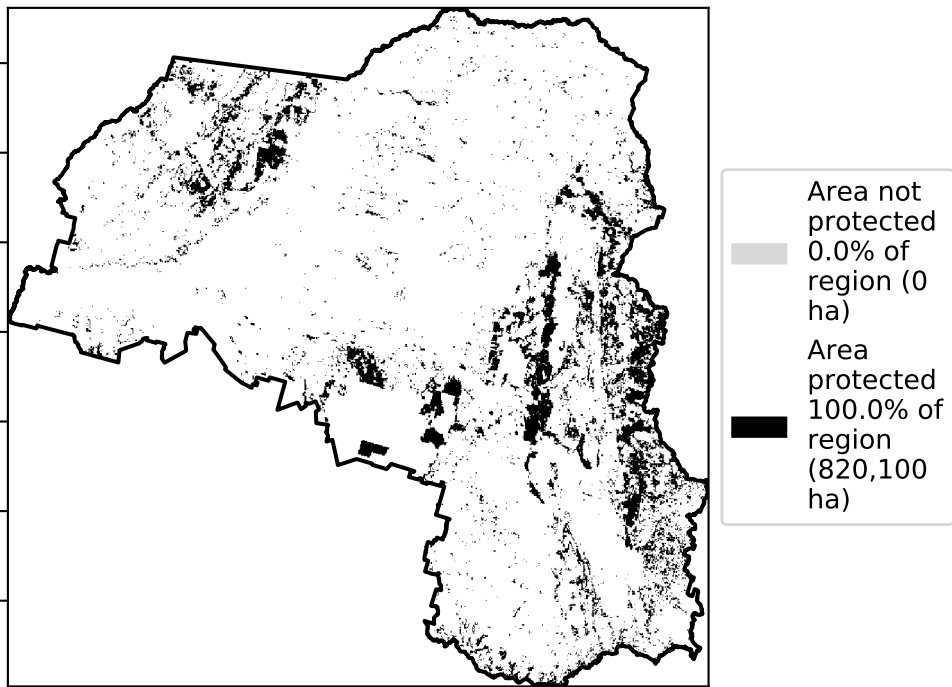 Area not
protected
0.0% of
region (0
ha)
Area
protected
100.0% of
region
(820,100
ha)